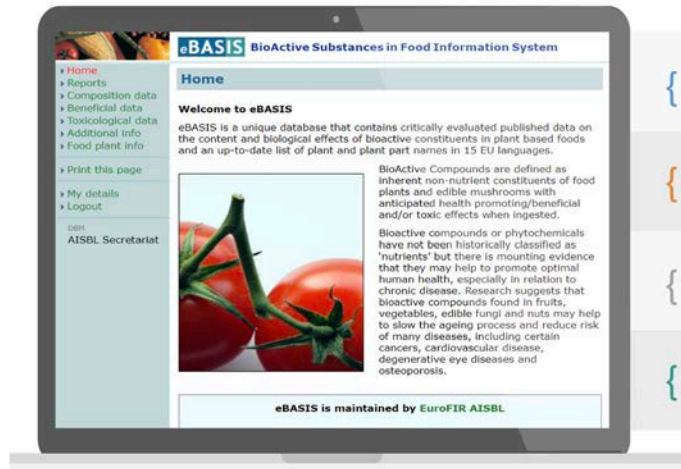 eBASIS BioActive Substances in Food Information System
Home
Reports
Composition data
Beneficial data
Toxicological data
Additional info
Food plant info
Print this page
My details
Logout
DBM
AISBL Secretariat
Home
Welcome to eBASIS
eBASIS is a unique database that contains critically evaluated published data on
the content and biological effects of bioactive constituents in plant based foods
and an up-to-date list of plant and plant part names in 15 EU languages.
BioActive Compounds are defined as
inherent non-nutrient constituents of food
plants and edible mushrooms with
anticipated health promoting/beneficial
and/or toxic effects when ingested.
Bioactive compounds or phytochemicals
have not been historically classified as
'nutrients' but there is mounting evidence
that they may help to promote optimal
human health, especially in relation to
chronic disease. Research suggests that
bioactive compounds found in fruits,
vegetables, edible fungi and nuts may help
to slow the ageing process and reduce risk
of many diseases, including certain
cancers, cardiovascular disease,
degenerative eye diseases and
osteoporosis.
eBASIS is maintained by EuroFIR AISBL
{
{
{
{